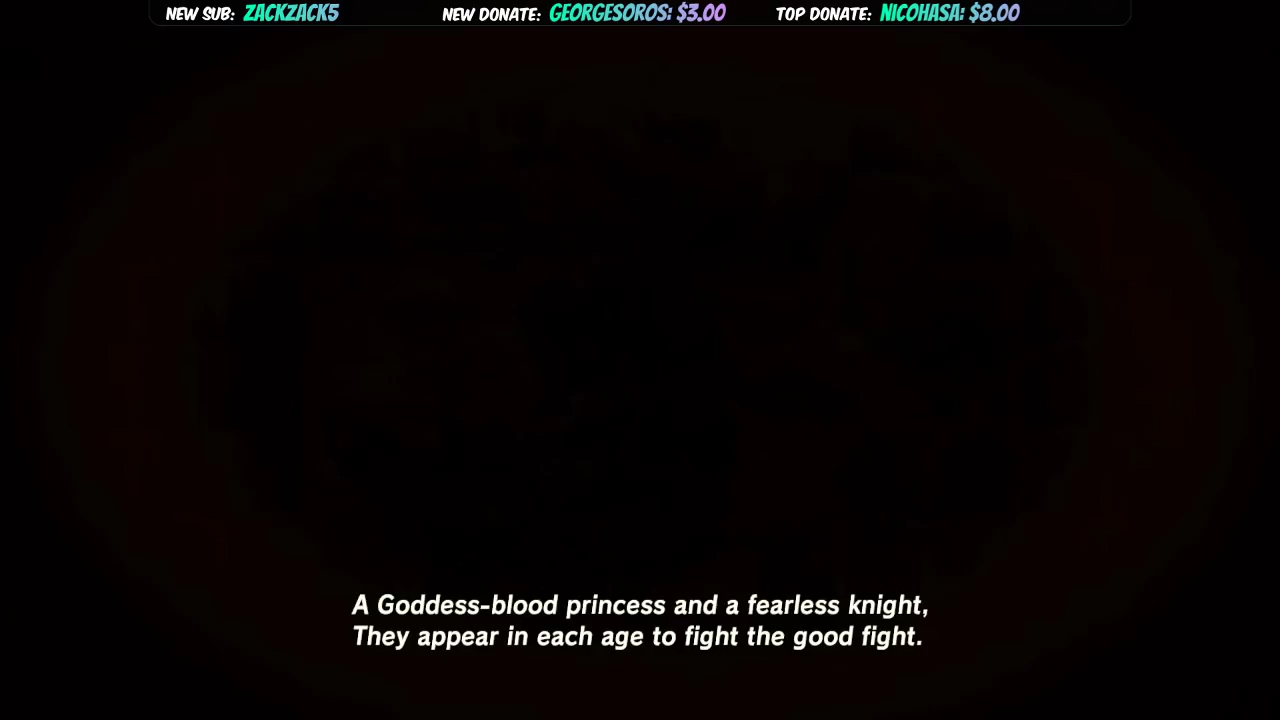 NEW SUB: ZACKZACK5 NEW DONATE: GEORGESOROS: $3.00 TOP DONATE: NICOHASA: $8.00
A Goddess-blood princess and a fearless knight,
They appear in each age to fight the good fight.